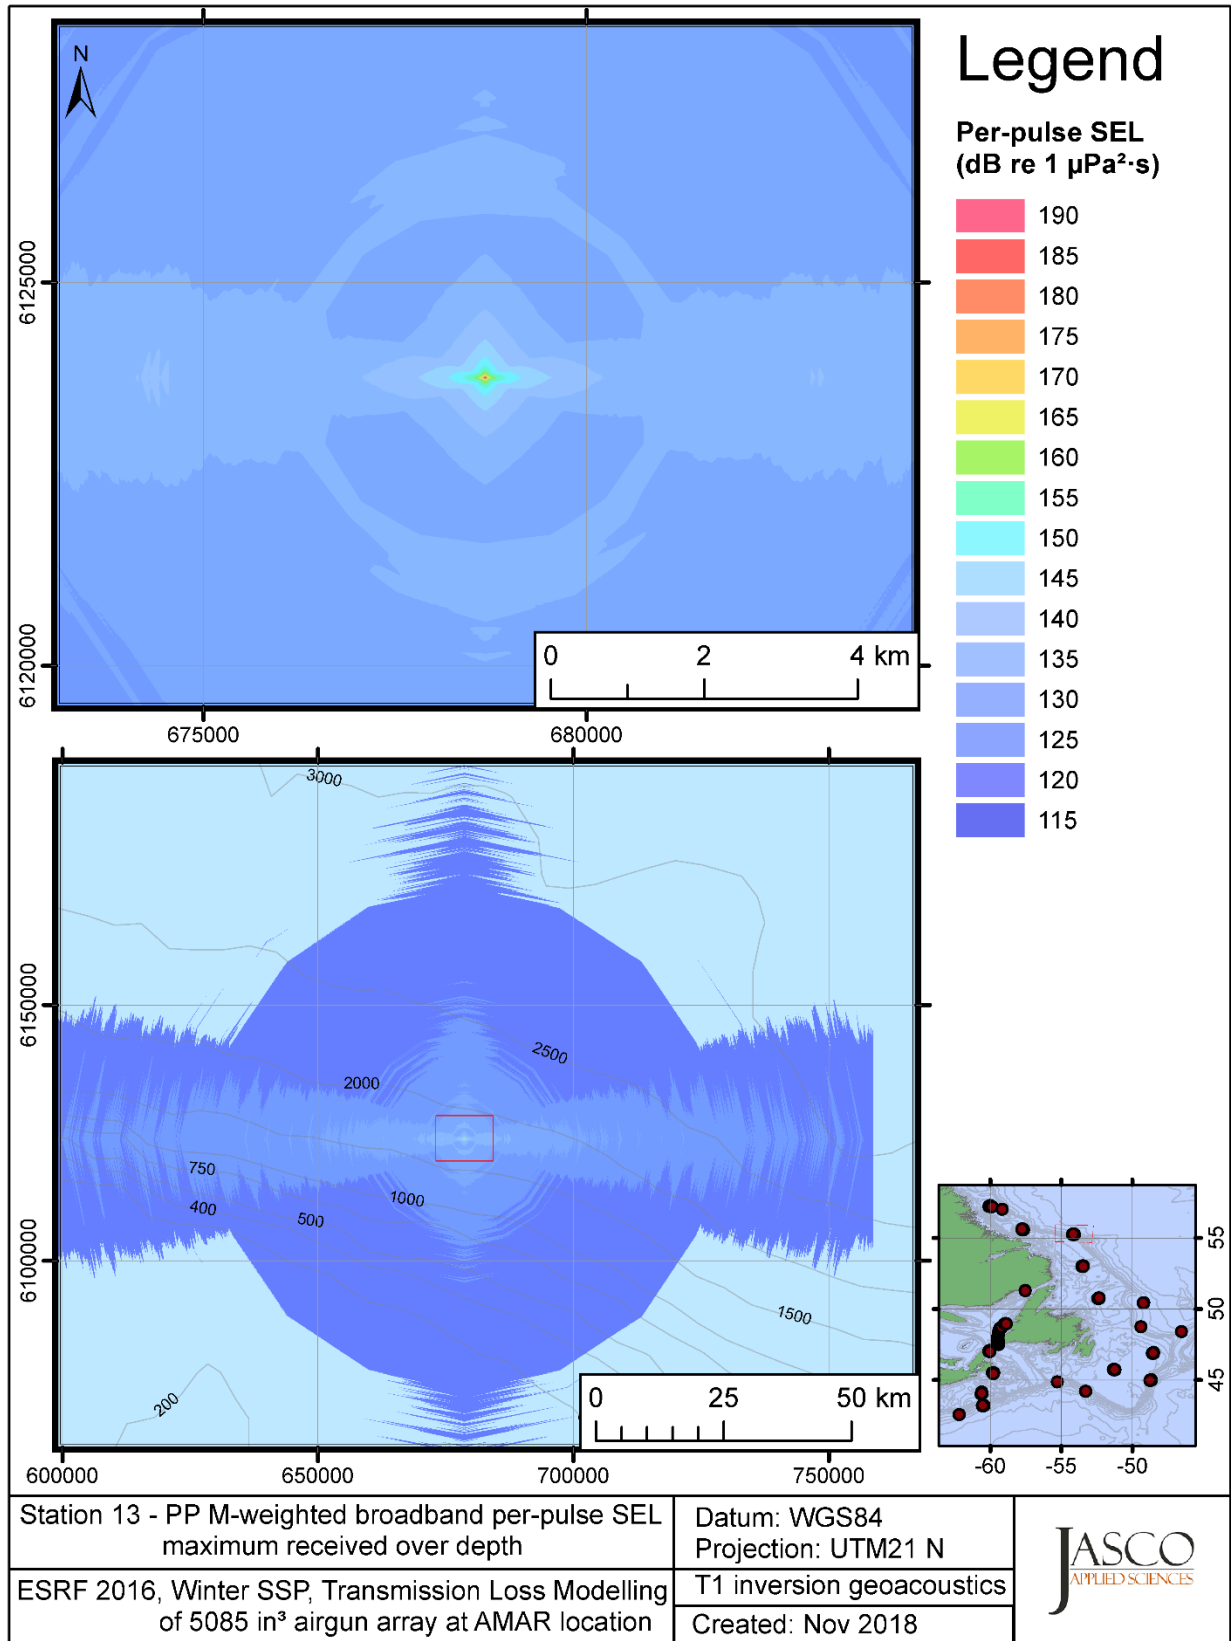 N
6125000
6120000
0 2 4 km
675000 680000
Legend
Per-pulse SEL
(dB re 1 µPa²·s)
190
185
180
175
170
165
160
155
150
145
140
135
130
125
120
115
3000
2500
2000
750
400
500
1000
1500
200
6150000
6100000
0 25 50 km
600000 650000 700000 750000
55
50
45
-60 -55 -50
Station 13 - PP M-weighted broadband per-pulse SEL
maximum received over depth
ESRF 2016, Winter SSP, Transmission Loss Modelling
of 5085 in³ airgun array at AMAR location
Datum: WGS84
Projection: UTM21 N
T1 inversion geoacoustics
Created: Nov 2018
JASCO
APPLIED SCIENCES